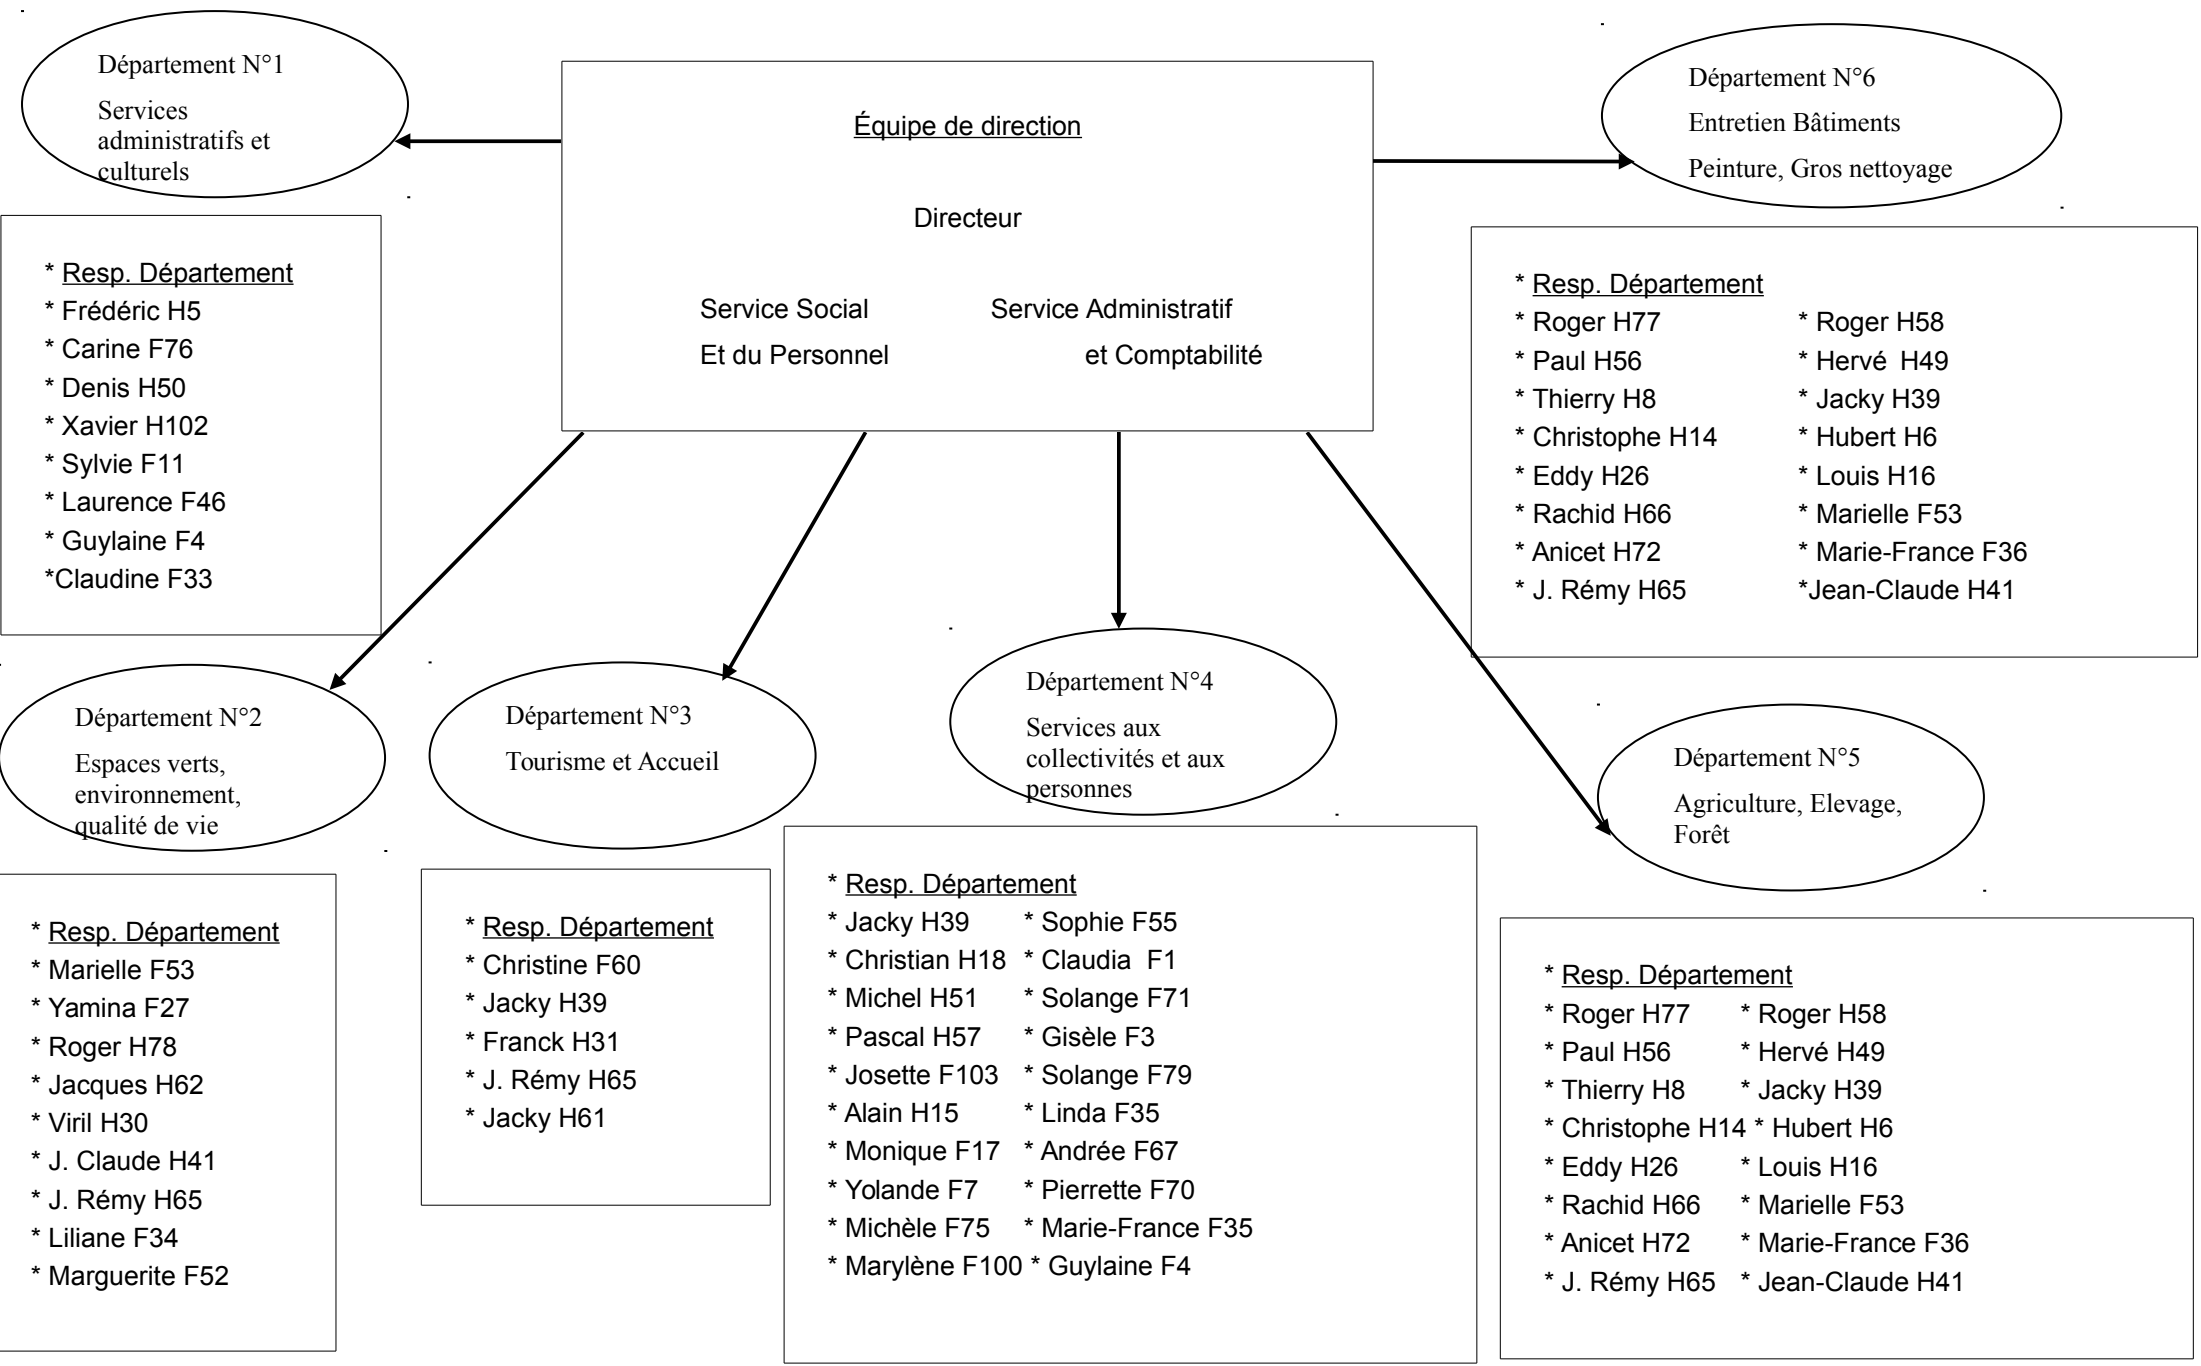 Département N°1
Services
administratifs et
culturels
Équipe de direction
Directeur
Service Social Service Administratif
Et du Personnel et Comptabilité
Département N°6
Entretien Bâtiments
Peinture, Gros nettoyage
* Resp. Département
* Frédéric H5
* Carine F76
* Denis H50
* Xavier H102
* Sylvie F11
* Laurence F46
* Guylaine F4
*Claudine F33
* Resp. Département
* Roger H77 * Roger H58
* Paul H56 * Hervé H49
* Thierry H8 * Jacky H39
* Christophe H14 * Hubert H6
* Eddy H26 * Louis H16
* Rachid H66 * Marielle F53
* Anicet H72 * Marie-France F36
* J. Rémy H65 *Jean-Claude H41
Département N°2
Espaces verts,
environnement,
qualité de vie
Département N°3
Tourisme et Accueil
Département N°4
Services aux
collectivités et aux
personnes
Département N°5
Agriculture, Elevage,
Forêt
* Resp. Département
* Marielle F53
* Yamina F27
* Roger H78
* Jacques H62
* Viril H30
* J. Claude H41
* J. Rémy H65
* Liliane F34
* Marguerite F52
* Resp. Département
* Christine F60
* Jacky H39
* Franck H31
* J. Rémy H65
* Jacky H61
* Resp. Département
* Jacky H39 * Sophie F55
* Christian H18 * Claudia F1
* Michel H51 * Solange F71
* Pascal H57 * Gisèle F3
* Josette F103 * Solange F79
* Alain H15 * Linda F35
* Monique F17 * Andrée F67
* Yolande F7 * Pierrette F70
* Michèle F75 * Marie-France F35
* Marylène F100 * Guylaine F4
* Resp. Département
* Roger H77 * Roger H58
* Paul H56 * Hervé H49
* Thierry H8 * Jacky H39
* Christophe H14 * Hubert H6
* Eddy H26 * Louis H16
* Rachid H66 * Marielle F53
* Anicet H72 * Marie-France F36
* J. Rémy H65 * Jean-Claude H41